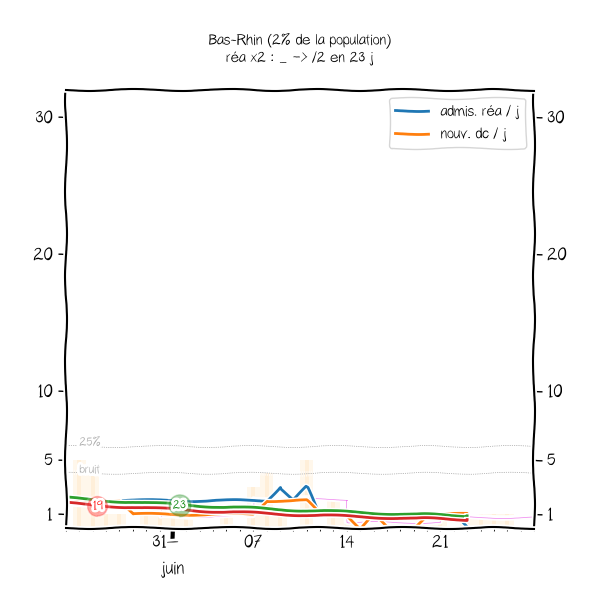 Bas-Rhin (2% de la population)
réa x2 : _ -> /2 en 23 j
admis. réa / j
nouv. dc / j
30
30
20
20
10
10
25%
5
5
bruit
19
23
1
1
31
07
14
21
juin